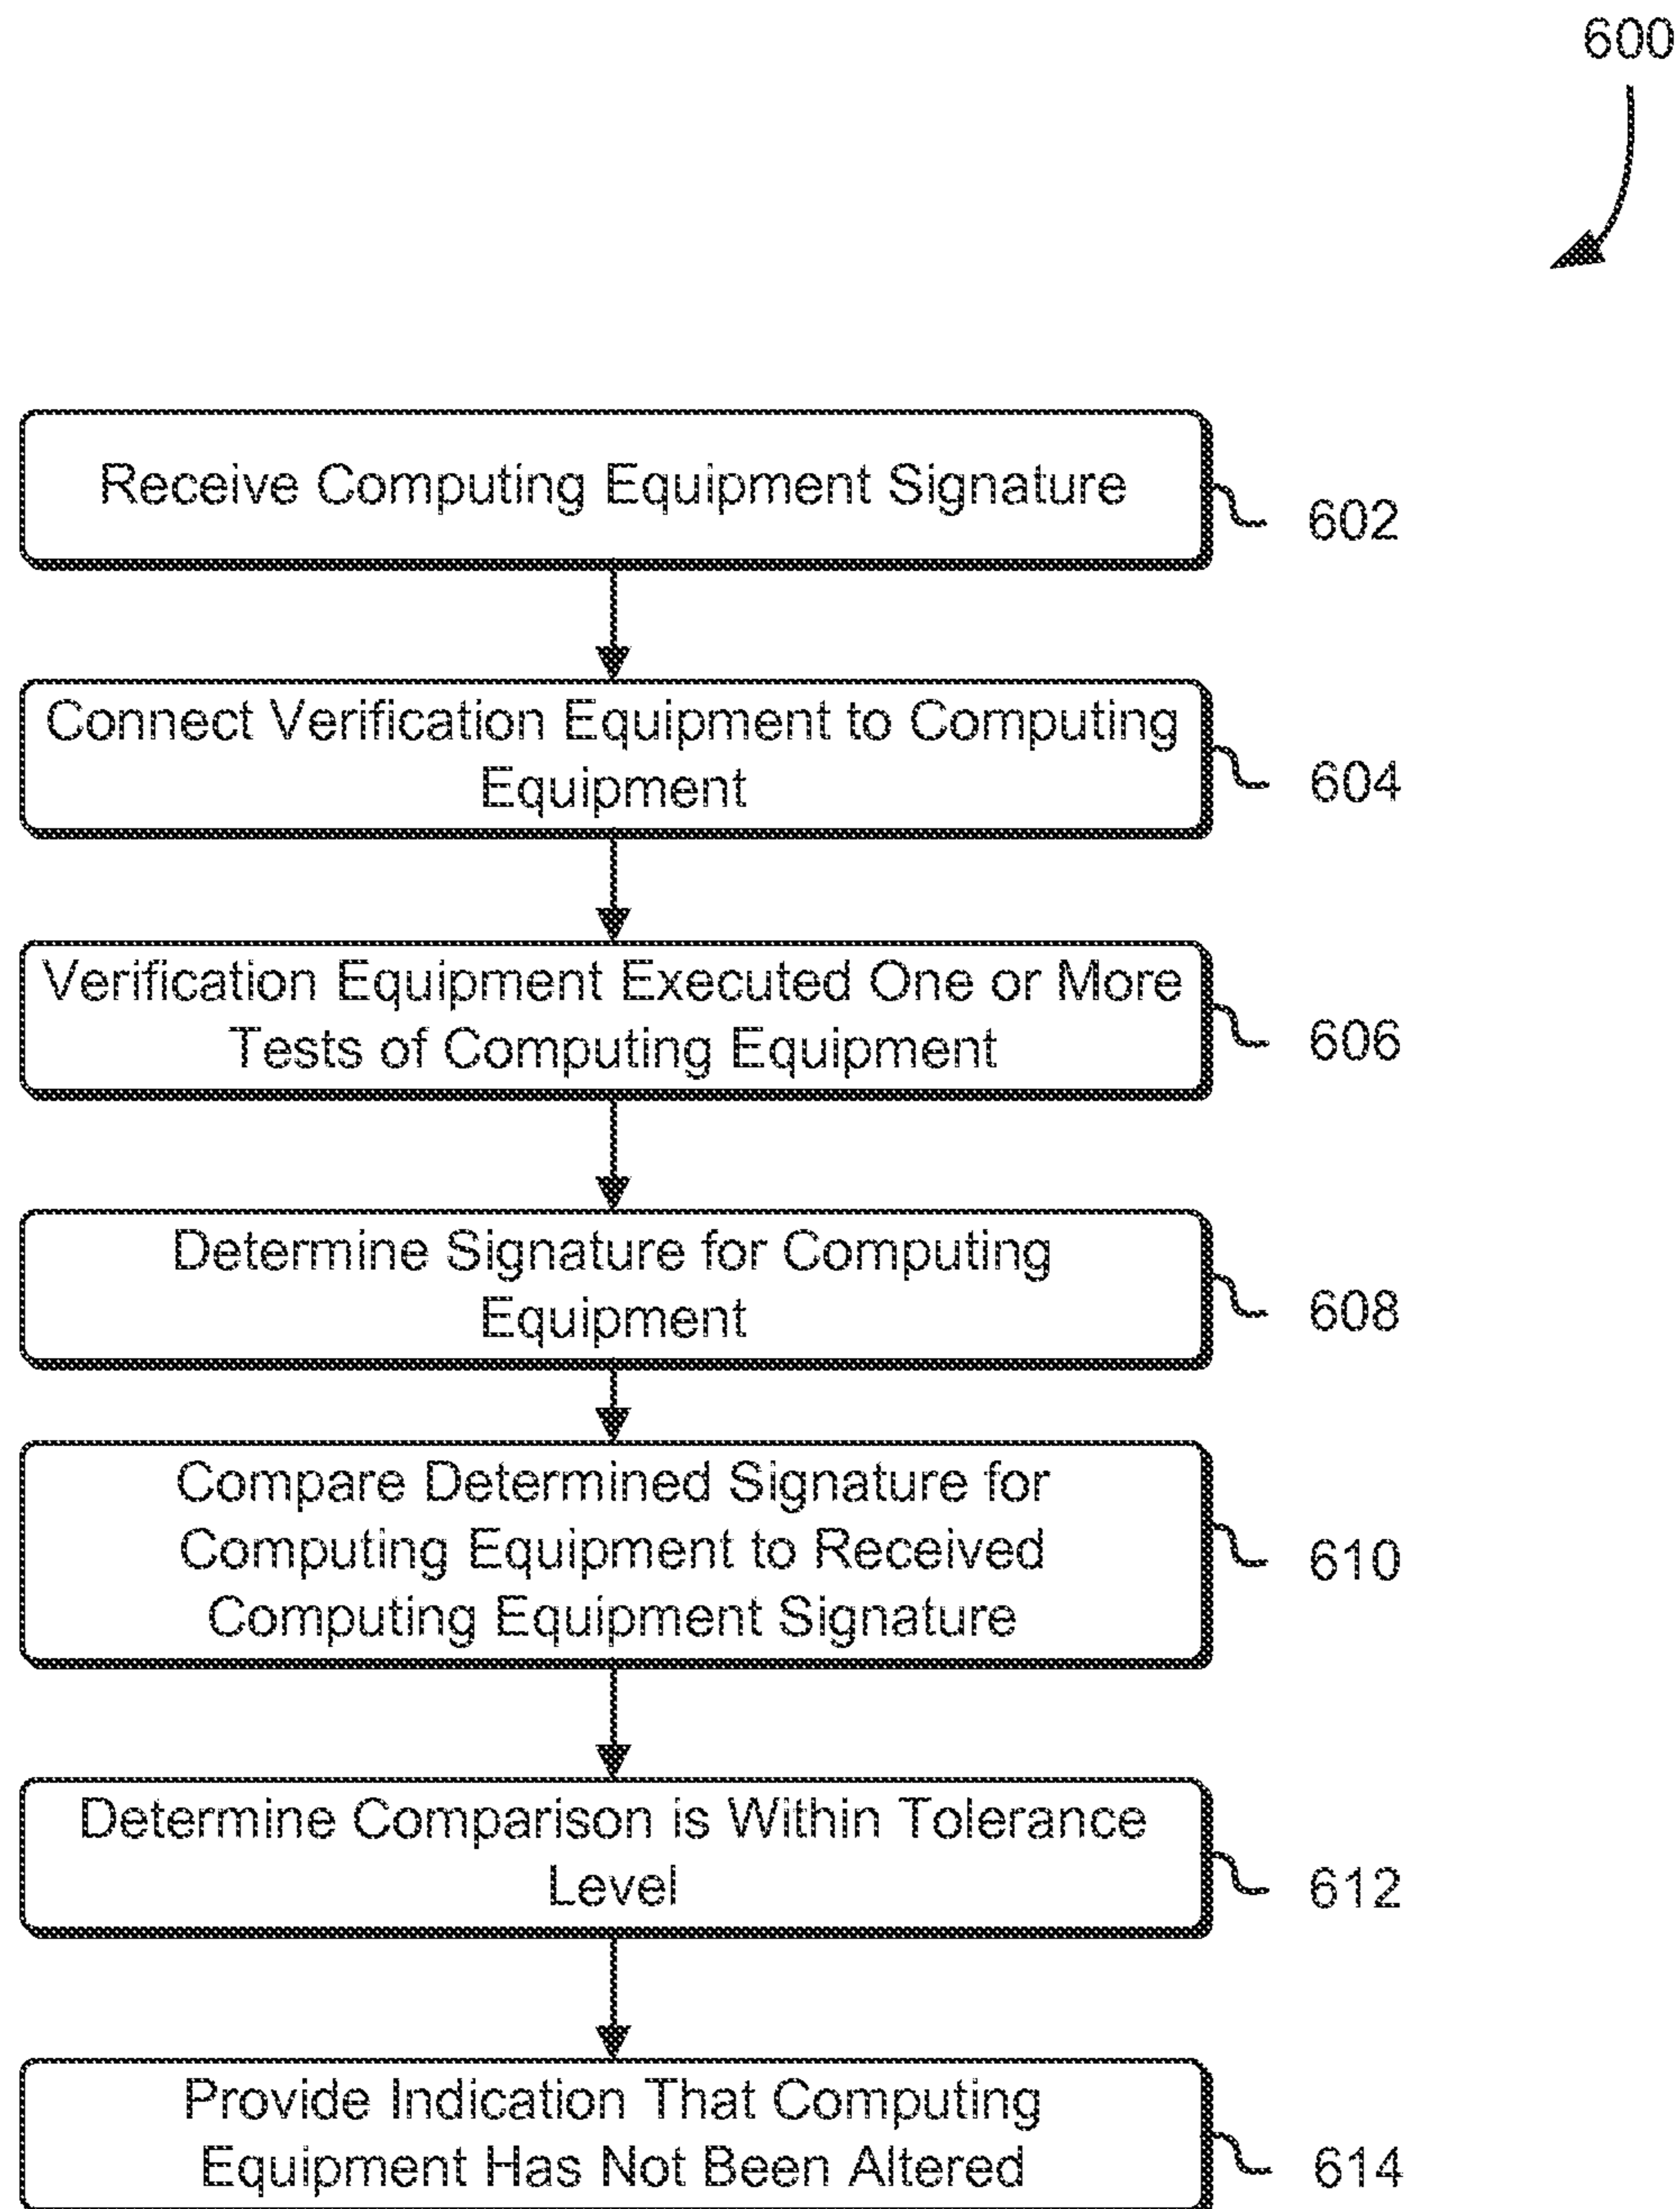 600
Receive Computing Equipment Signature
602
Connect Verification Equipment to Computing
Equipment
604
Verification Equipment Executed One or More
Tests of Computing Equipment
606
Determine Signature for Computing
Equipment
608
Compare Determined Signature for
Computing Equipment to Received
Computing Equipment Signature
610
Determine Comparison is Within Tolerance
Level
612
Provide Indication That Computing
Equipment Has Not Been Altered
614